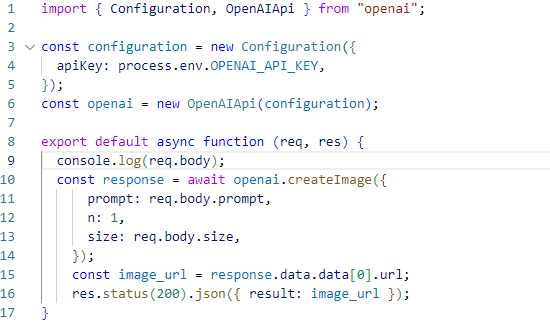 1 import { Configuration, OpenAIApi } from "openai";
2
3 const configuration = new Configuration({
4   apiKey: process.env.OPENAI_API_KEY,
5 });
6 const openai = new OpenAIApi(configuration);
7
8 export default async function (req, res) {
9   console.log(req.body);
10   const response = await openai.createImage({
11       prompt: req.body.prompt,
12       n: 1,
13       size: req.body.size,
14     });
15     const image_url = response.data.data[0].url;
16     res.status(200).json({ result: image_url });
17 }